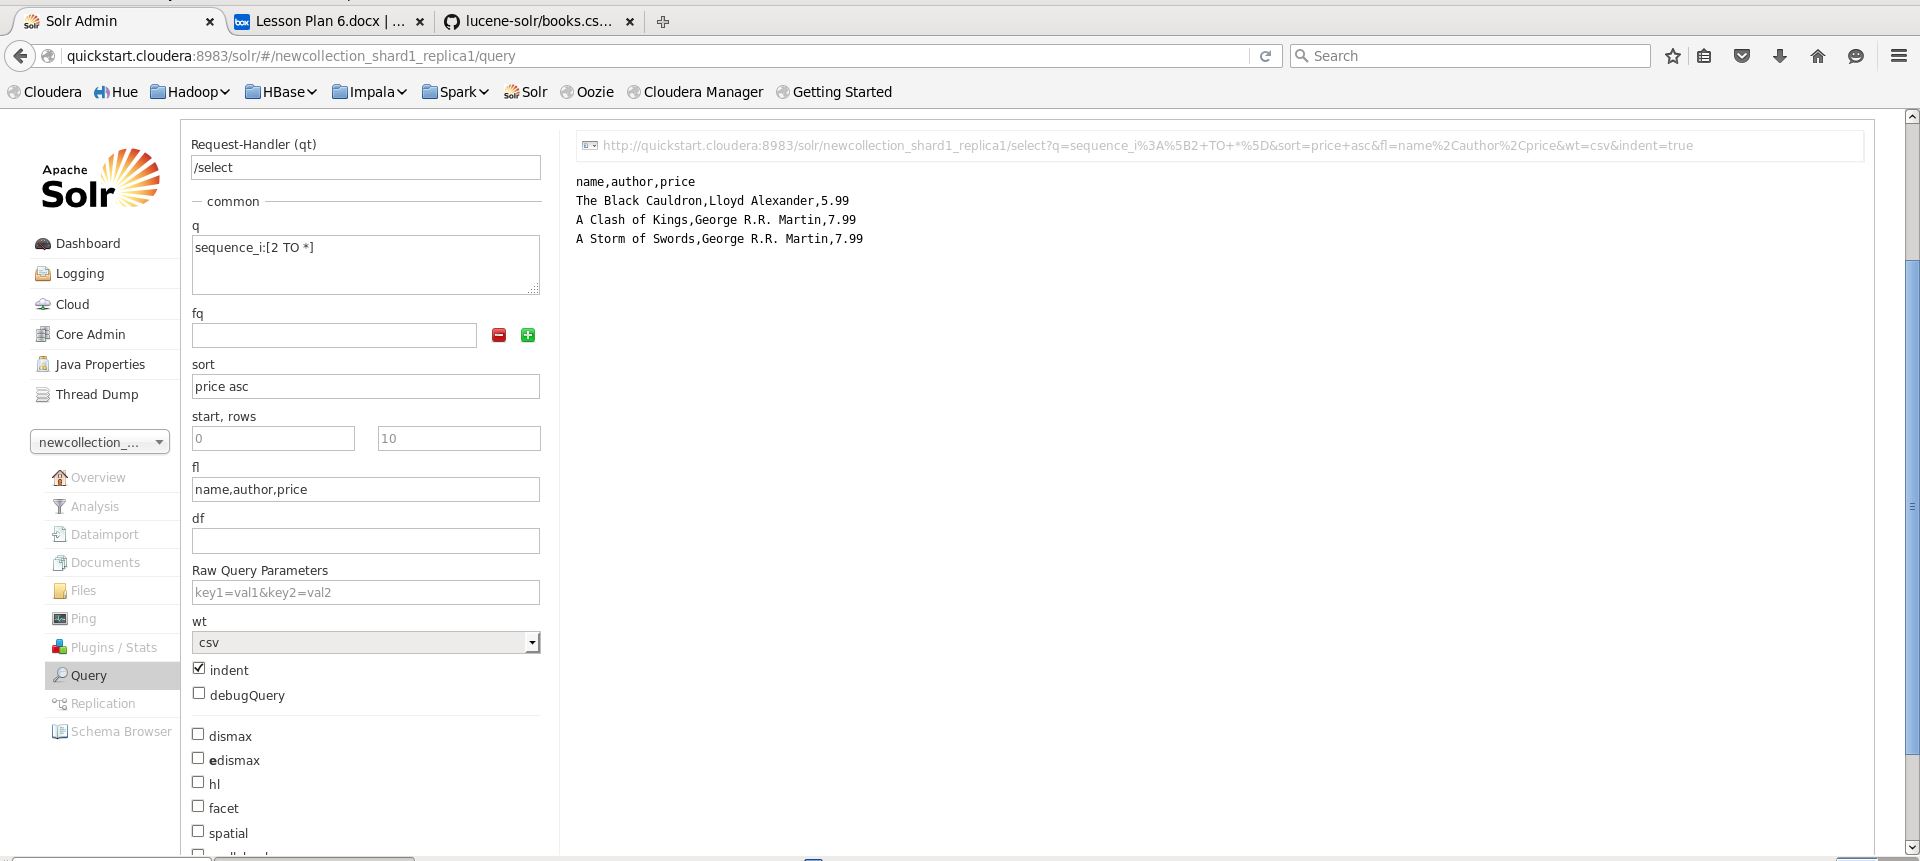 Solr Admin
Lesson Plan 6.docx | ...
lucene-solr/books.cs...
quickstart.cloudera:8983/solr/#/newcollection_shard1_replica1/query
Search
Cloudera Hue Hadoop HBase Impala Spark Solr Oozie Cloudera Manager Getting Started
Apache
Solr
Dashboard
Logging
Cloud
Core Admin
Java Properties
Thread Dump
newcollection_...
Overview
Analysis
Dataimport
Documents
Files
Ping
Plugins / Stats
Query
Replication
Schema Browser
Request-Handler (qt)
/select
common
q
sequence_i:[2 TO *]
fq
sort
price asc
start, rows
0 10
fl
name,author,price
df
Raw Query Parameters
key1=val1&key2=val2
wt
csv
indent
debugQuery
dismax
edismax
hl
facet
spatial
http://quickstart.cloudera:8983/solr/newcollection_shard1_replica1/select?q=sequence_i%3A%5B2+TO+*%5D&sort=price+asc&fl=name%2Cauthor%2Cprice&wt=csv&indent=true
name,author,price
The Black Cauldron,Lloyd Alexander,5.99
A Clash of Kings,George R.R. Martin,7.99
A Storm of Swords,George R.R. Martin,7.99